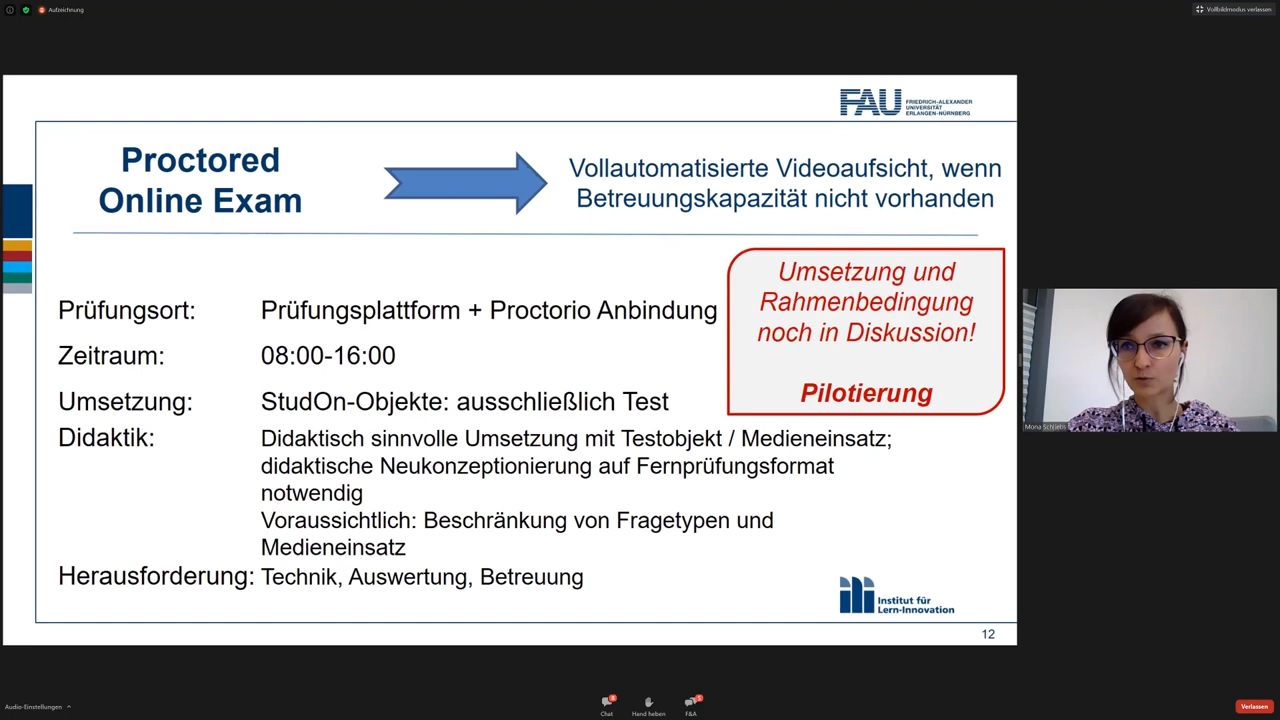 Aufzeichnung
Vollbildmodus verlassen
FAU
FRIEDRICH-ALEXANDER
UNIVERSITÄT
ERLANGEN-NÜRNBERG
Proctored
Online Exam
Vollautomatisierte Videoaufsicht, wenn
Betreuungskapazität nicht vorhanden
Umsetzung und
Rahmenbedingung
noch in Diskussion!
Pilotierung
Prüfungsort: Prüfungsplattform + Proctorio Anbindung
Zeitraum: 08:00-16:00
Umsetzung: StudOn-Objekte: ausschließlich Test
Didaktik: Didaktisch sinnvolle Umsetzung mit Testobjekt / Medieneinsatz;
didaktische Neukonzeptionierung auf Fernprüfungsformat
notwendig
Voraussichtlich: Beschränkung von Fragetypen und
Medieneinsatz
Herausforderung: Technik, Auswertung, Betreuung
Institut für
Lern-Innovation
12
Mona Schliebs
Audio-Einstellungen
Chat
Hand heben
F&A
Verlassen